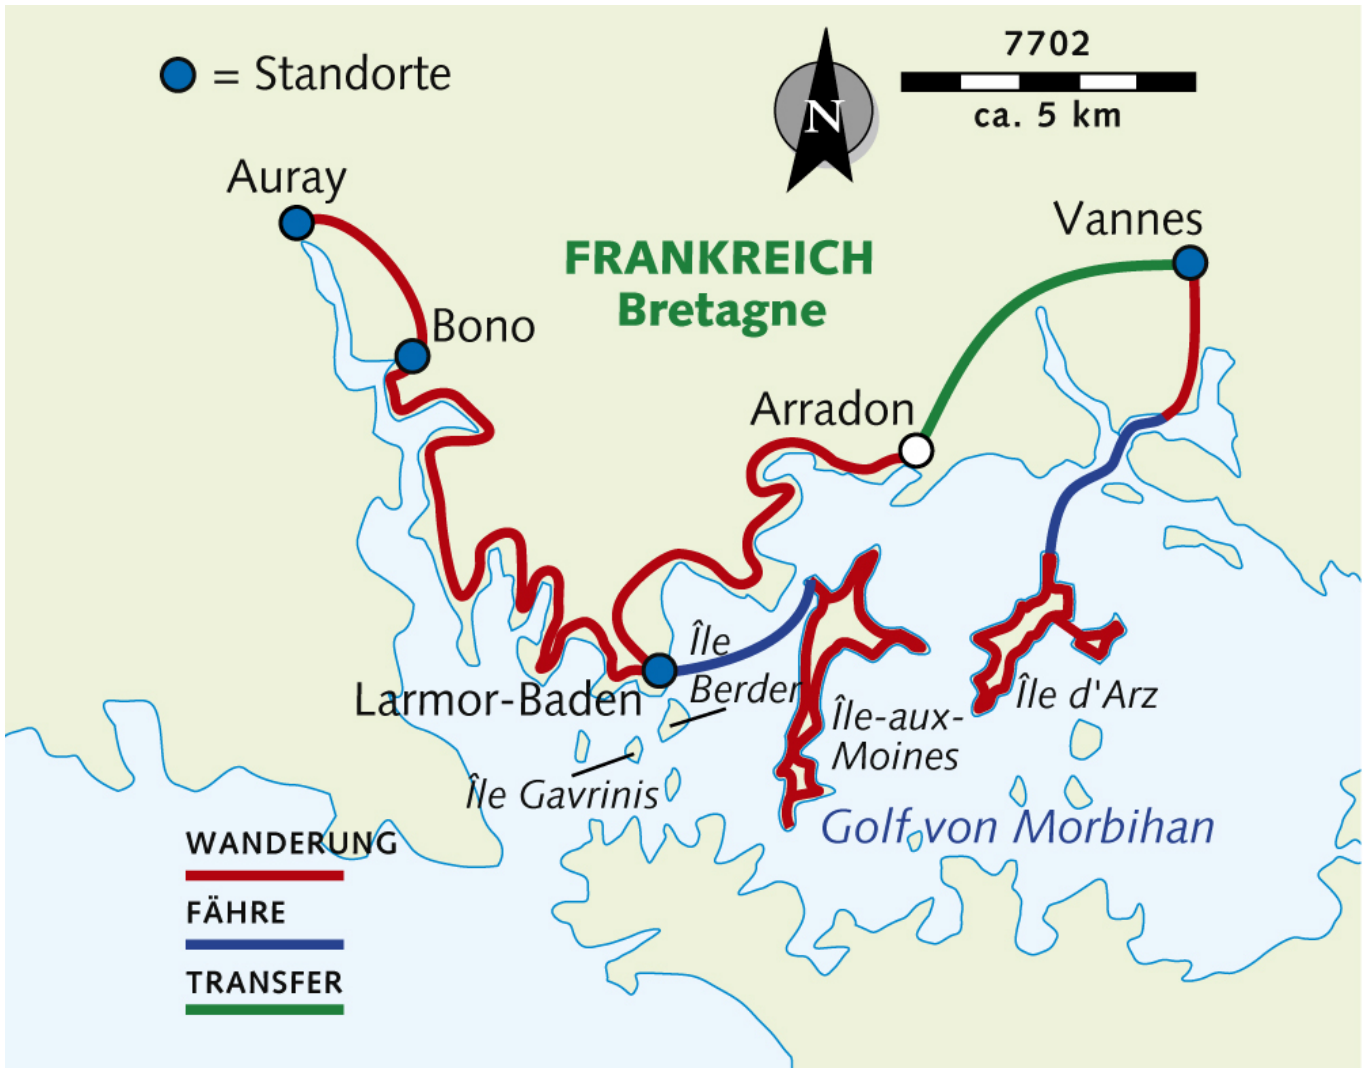 7702
= Standorte
N
ca. 5 km
Auray
Vannes
FRANKREICH
Bretagne
Bono
Arradon
Île
Berder
Larmor-Baden
Île d'Arz
Île-aux-
Moines
Île Gavrinis
Golf von Morbihan
WANDERUNG
FÄHRE
TRANSFER